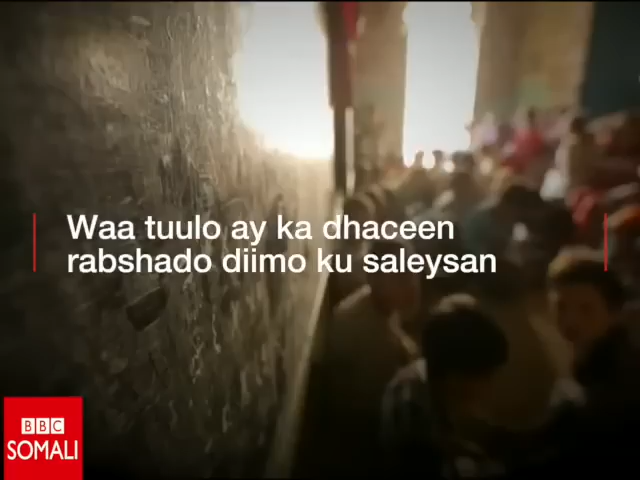 Waa tuulo ay ka dhaceen
rabshado diimo ku saleysan
BBC
SOMALI